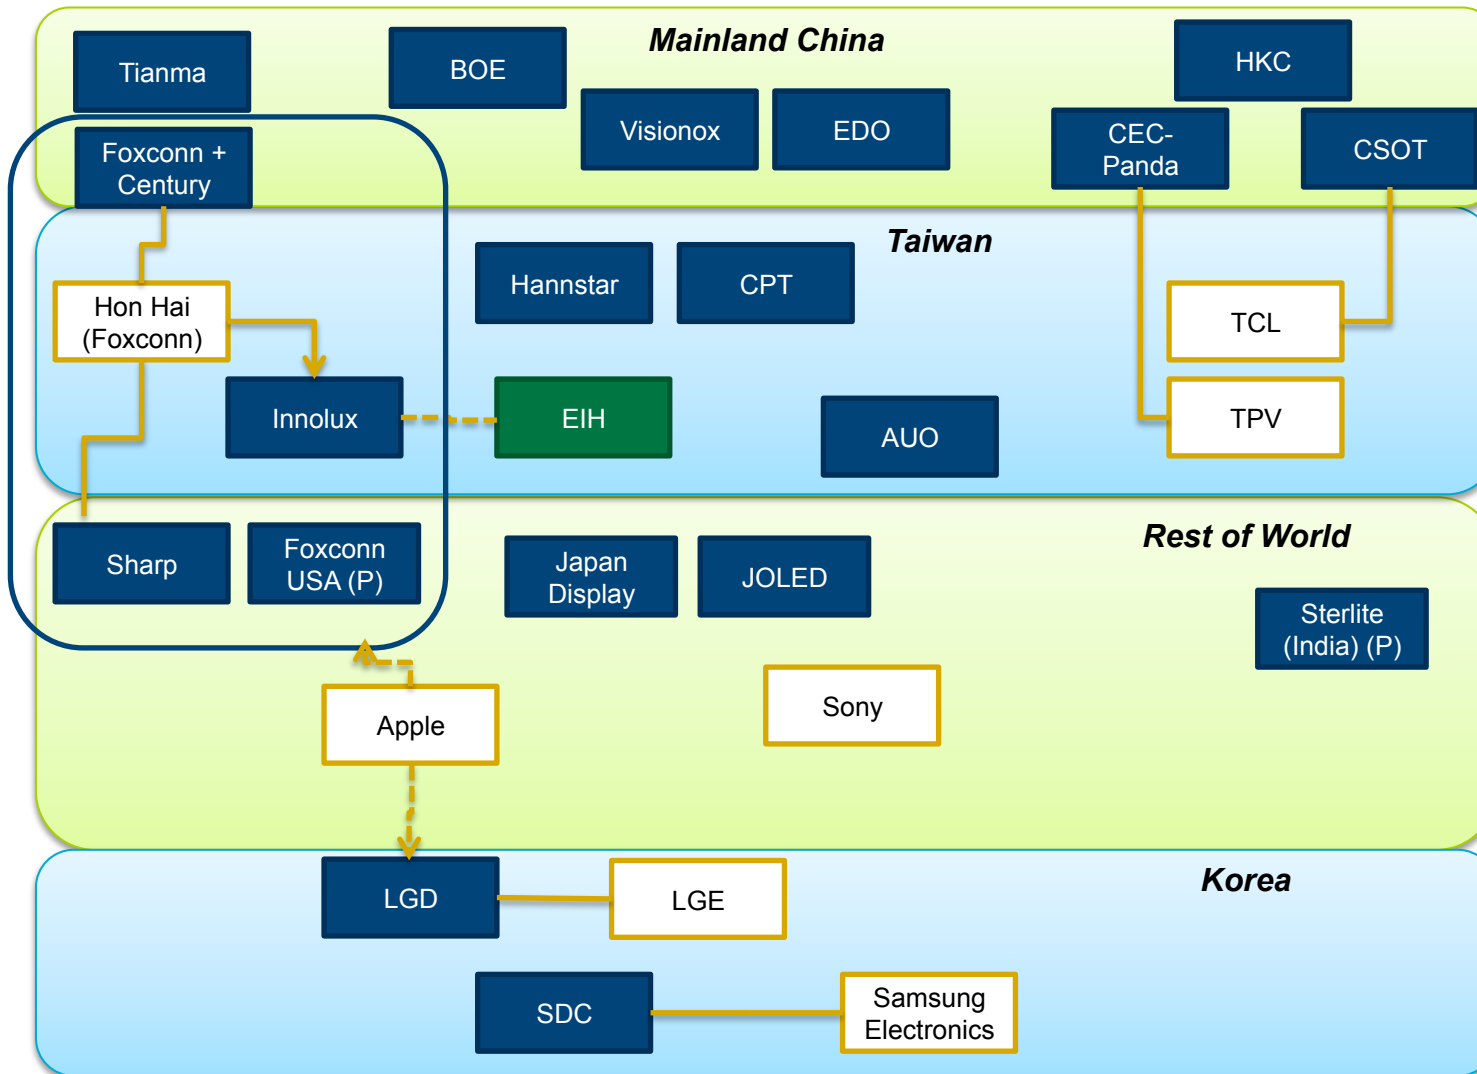 Mainland China
Tianma
BOE
HKC
Visionox
EDO
CEC-
Panda
CSOT
Foxconn +
Century
Taiwan
Hannstar
CPT
Hon Hai
(Foxconn)
TCL
Innolux
EIH
AUO
TPV
Rest of World
Sharp
Foxconn
USA (P)
Japan
Display
JOLED
Sterlite
(India) (P)
Apple
Sony
Korea
LGD
LGE
SDC
Samsung
Electronics